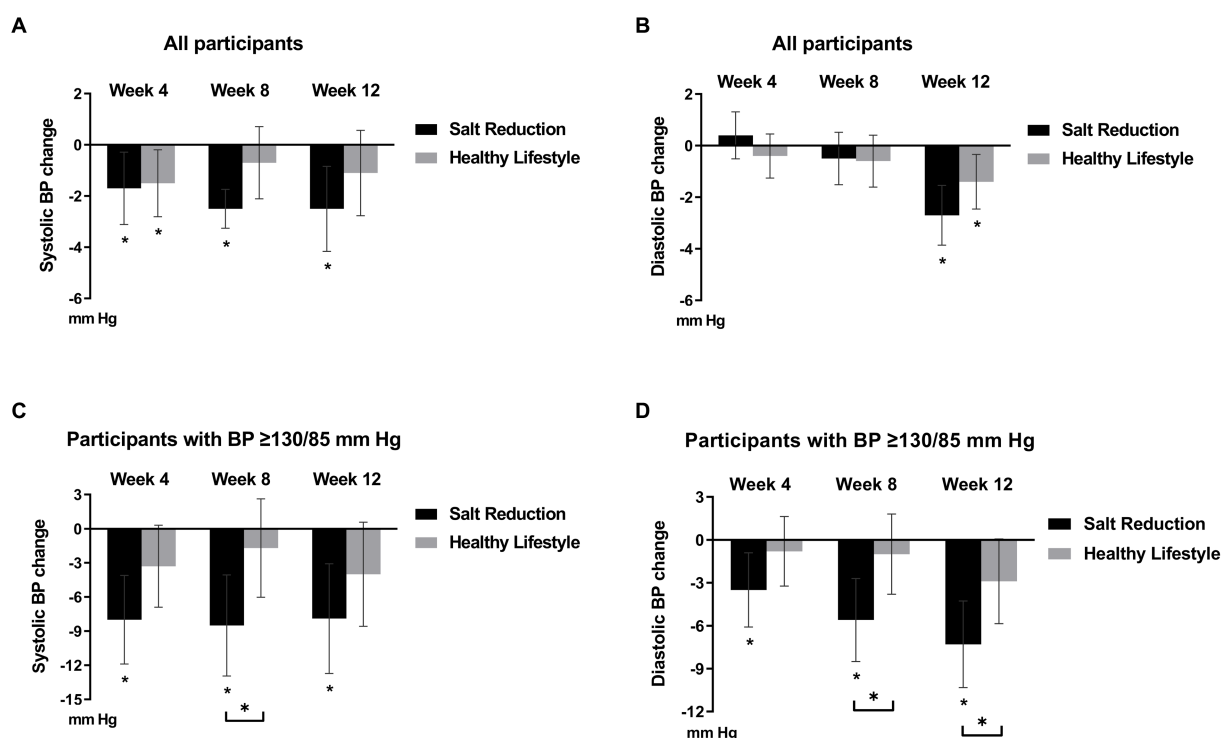 A
All participants
Week 4 Week 8 Week 12
2
0
-2
-4
-6
Systolic BP change
mm Hg
Salt Reduction
Healthy Lifestyle
* * * *
B
All participants
Week 4 Week 8 Week 12
2
0
-2
-4
-6
Diastolic BP change
mm Hg
Salt Reduction
Healthy Lifestyle
* *
C
Participants with BP ≥130/85 mm Hg
Week 4 Week 8 Week 12
3
0
-3
-6
-9
-12
-15
Systolic BP change
mm Hg
Salt Reduction
Healthy Lifestyle
* * *
*
D
Participants with BP ≥130/85 mm Hg
Week 4 Week 8 Week 12
3
0
-3
-6
-9
-12
Diastolic BP change
mm Hg
Salt Reduction
Healthy Lifestyle
* * *
* *